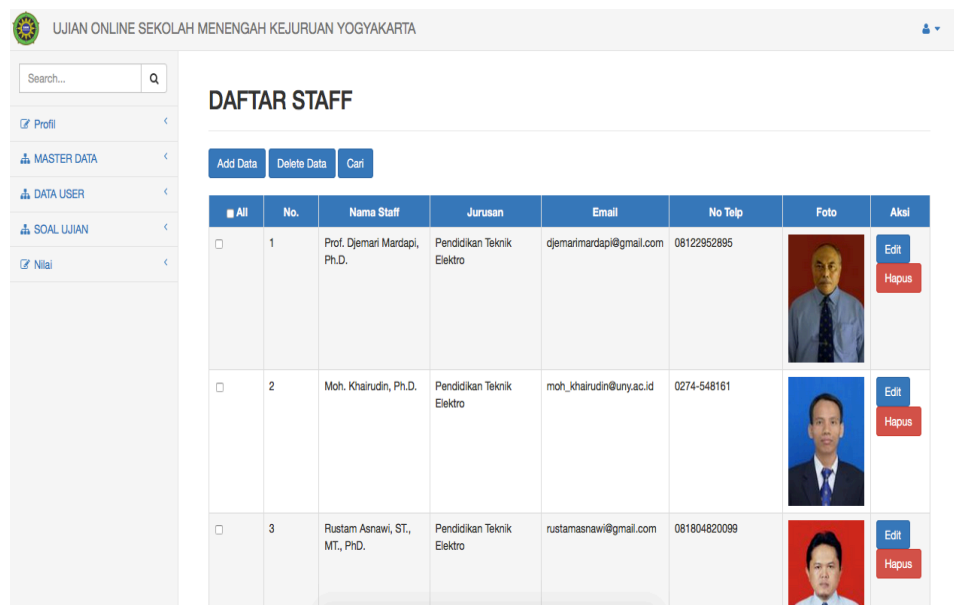 UJIAN ONLINE SEKOLAH MENENGAH KEJURUAN YOGYAKARTA
Search...
Profil
MASTER DATA
DATA USER
SOAL UJIAN
Nilai
DAFTAR STAFF
Add Data Delete Data Cari
All No. Nama Staff Jurusan Email No Telp Foto Aksi
1 Prof. Djemari Mardapi, Pendidikan Teknik djemarimardapi@gmail.com 08122952895 Edit
Ph.D. Elektro
Hapus
2 Moh. Khairudin, Ph.D. Pendidikan Teknik moh_khairudin@uny.ac.id 0274-548161 Edit
Elektro
Hapus
3 Rustam Asnawi, ST., Pendidikan Teknik rustamasnawi@gmail.com 081804820099 Edit
MT., PhD. Elektro
Hapus